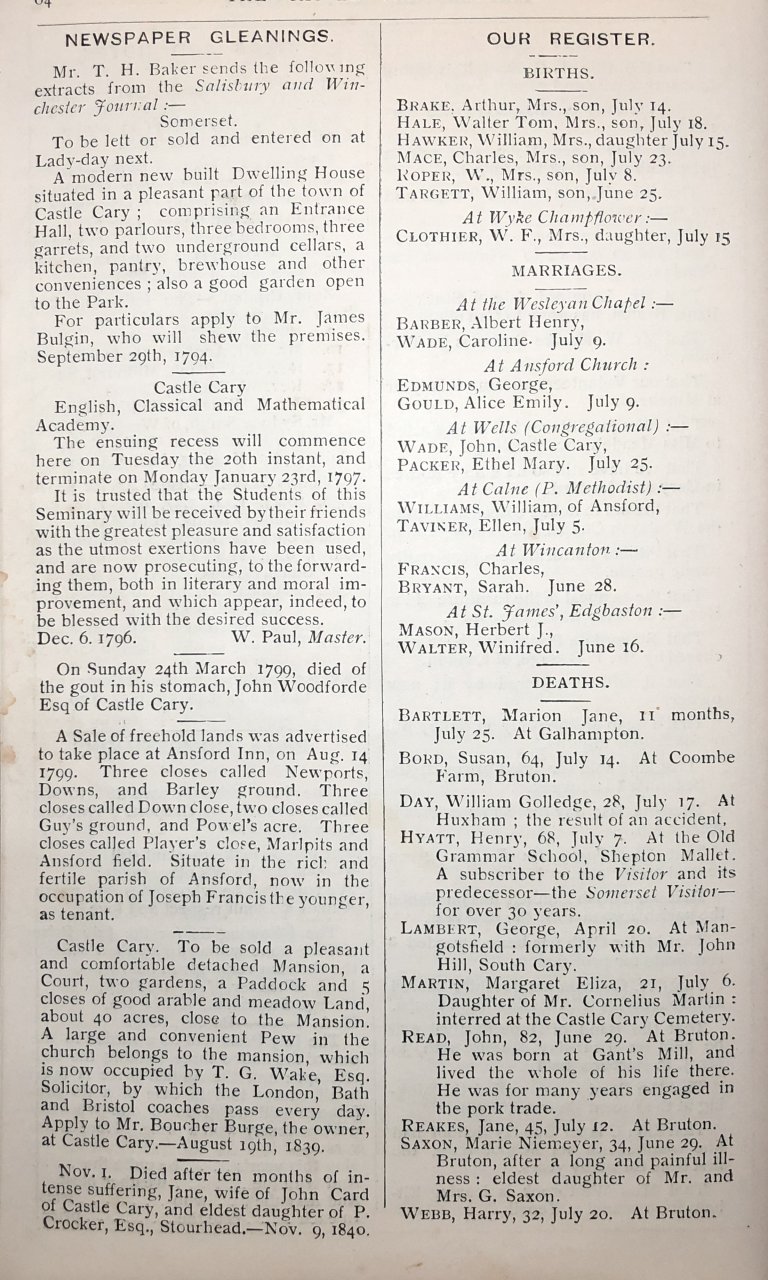 64
NEWSPAPER GLEANINGS.
Mr. T. H. Baker sends the following
extracts from the Salisbury and Win-
chester Journal :—
Somerset.
To be lett or sold and entered on at
Lady-day next.
A modern new built Dwelling House
situated in a pleasant part of the town of
Castle Cary ; comprising an Entrance
Hall, two parlours, three bedrooms, three
garrets, and two underground cellars, a
kitchen, pantry, brewhouse and other
conveniences ; also a good garden open
to the Park.
For particulars apply to Mr. James
Bulgin, who will shew the premises.
September 29th, 1794.
Castle Cary
English, Classical and Mathematical
Academy.
The ensuing recess will commence
here on Tuesday the 20th instant, and
terminate on Monday January 23rd, 1797.
It is trusted that the Students of this
Seminary will be received by their friends
with the greatest pleasure and satisfaction
as the utmost exertions have been used,
and are now prosecuting, to the forward-
ing them, both in literary and moral im-
provement, and which appear, indeed, to
be blessed with the desired success.
Dec. 6. 1796. W. Paul, Master.
On Sunday 24th March 1799, died of
the gout in his stomach, John Woodforde
Esq of Castle Cary.
A Sale of freehold lands was advertised
to take place at Ansford Inn, on Aug. 14
1799. Three closes called Newports,
Downs, and Barley ground. Three
closes called Down close, two closes called
Guy's ground, and Powel's acre. Three
closes called Player's close, Marlpits and
Ansford field. Situate in the rich and
fertile parish of Ansford, now in the
occupation of Joseph Francis the younger,
as tenant.
Castle Cary. To be sold a pleasant
and comfortable detached Mansion, a
Court, two gardens, a Paddock and 5
closes of good arable and meadow Land,
about 40 acres, close to the Mansion.
A large and convenient Pew in the
church belongs to the mansion, which
is now occupied by T. G. Wake, Esq.
Solicitor, by which the London, Bath
and Bristol coaches pass every day.
Apply to Mr. Boucher Burge, the owner,
at Castle Cary.—August 19th, 1839.
Nov. 1. Died after ten months of in-
tense suffering, Jane, wife of John Card
of Castle Cary, and eldest daughter of P.
Crocker, Esq., Stourhead.—Nov. 9, 1840.
OUR REGISTER.
BIRTHS.
BRAKE, Arthur, Mrs., son, July 14.
HALE, Walter Tom, Mrs., son, July 18.
HAWKER, William, Mrs., daughter July 15.
MACE, Charles, Mrs., son, July 23.
ROPER, W., Mrs., son, July 8.
TARGETT, William, son, June 25.
At Wyke Champflower :—
CLOTHIER, W. F., Mrs., daughter, July 15
MARRIAGES.
At the Wesleyan Chapel :—
BARBER, Albert Henry,
WADE, Caroline. July 9.
At Ansford Church :
EDMUNDS, George,
GOULD, Alice Emily. July 9.
At Wells (Congregational) :—
WADE, John, Castle Cary,
PACKER, Ethel Mary. July 25.
At Calne (P. Methodist) :—
WILLIAMS, William, of Ansford,
TAVINER, Ellen, July 5.
At Wincanton :—
FRANCIS, Charles,
BRYANT, Sarah. June 28.
At St. James', Edgbaston :—
MASON, Herbert J.,
WALTER, Winifred. June 16.
DEATHS.
BARTLETT, Marion Jane, 11 months,
July 25. At Galhampton.
BORD, Susan, 64, July 14. At Coombe
Farm, Bruton.
DAY, William Golledge, 28, July 17. At
Huxham ; the result of an accident,
HYATT, Henry, 68, July 7. At the Old
Grammar School, Shepton Mallet.
A subscriber to the Visitor and its
predecessor—the Somerset Visitor—
for over 30 years.
LAMBERT, George, April 20. At Man-
gotsfield : formerly with Mr. John
Hill, South Cary.
MARTIN, Margaret Eliza, 21, July 6.
Daughter of Mr. Cornelius Martin :
interred at the Castle Cary Cemetery.
READ, John, 82, June 29. At Bruton.
He was born at Gant's Mill, and
lived the whole of his life there.
He was for many years engaged in
the pork trade.
REAKES, Jane, 45, July 12. At Bruton.
SAXON, Marie Niemeyer, 34, June 29. At
Bruton, after a long and painful ill-
ness : eldest daughter of Mr. and
Mrs. G. Saxon.
WEBB, Harry, 32, July 20. At Bruton.